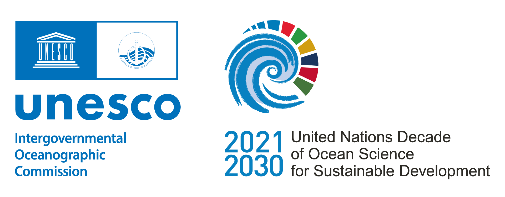 UNESCO
unesco
Intergovernmental
Oceanographic
Commission
2021
2030
United Nations Decade
of Ocean Science
for Sustainable Development